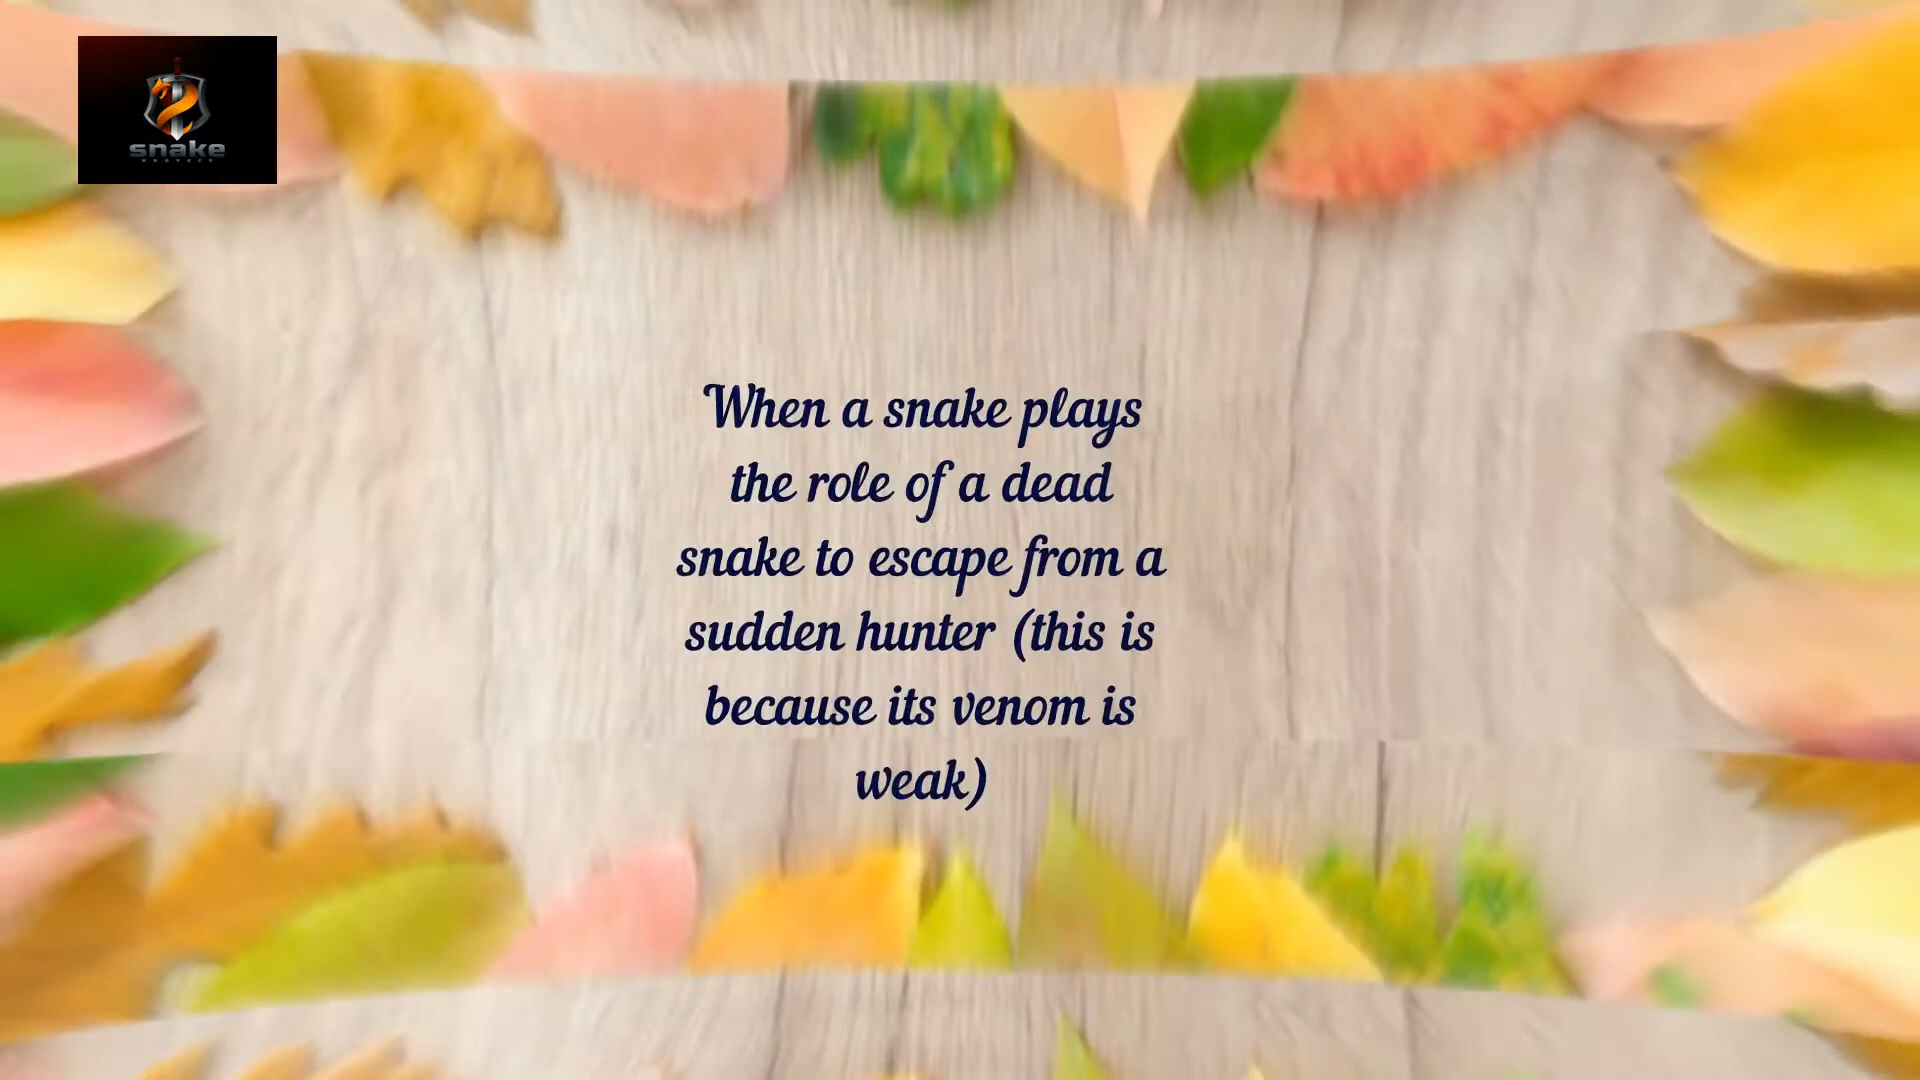 snake
When a snake plays
the role of a dead
snake to escape from a
sudden hunter (this is
because its venom is
weak)